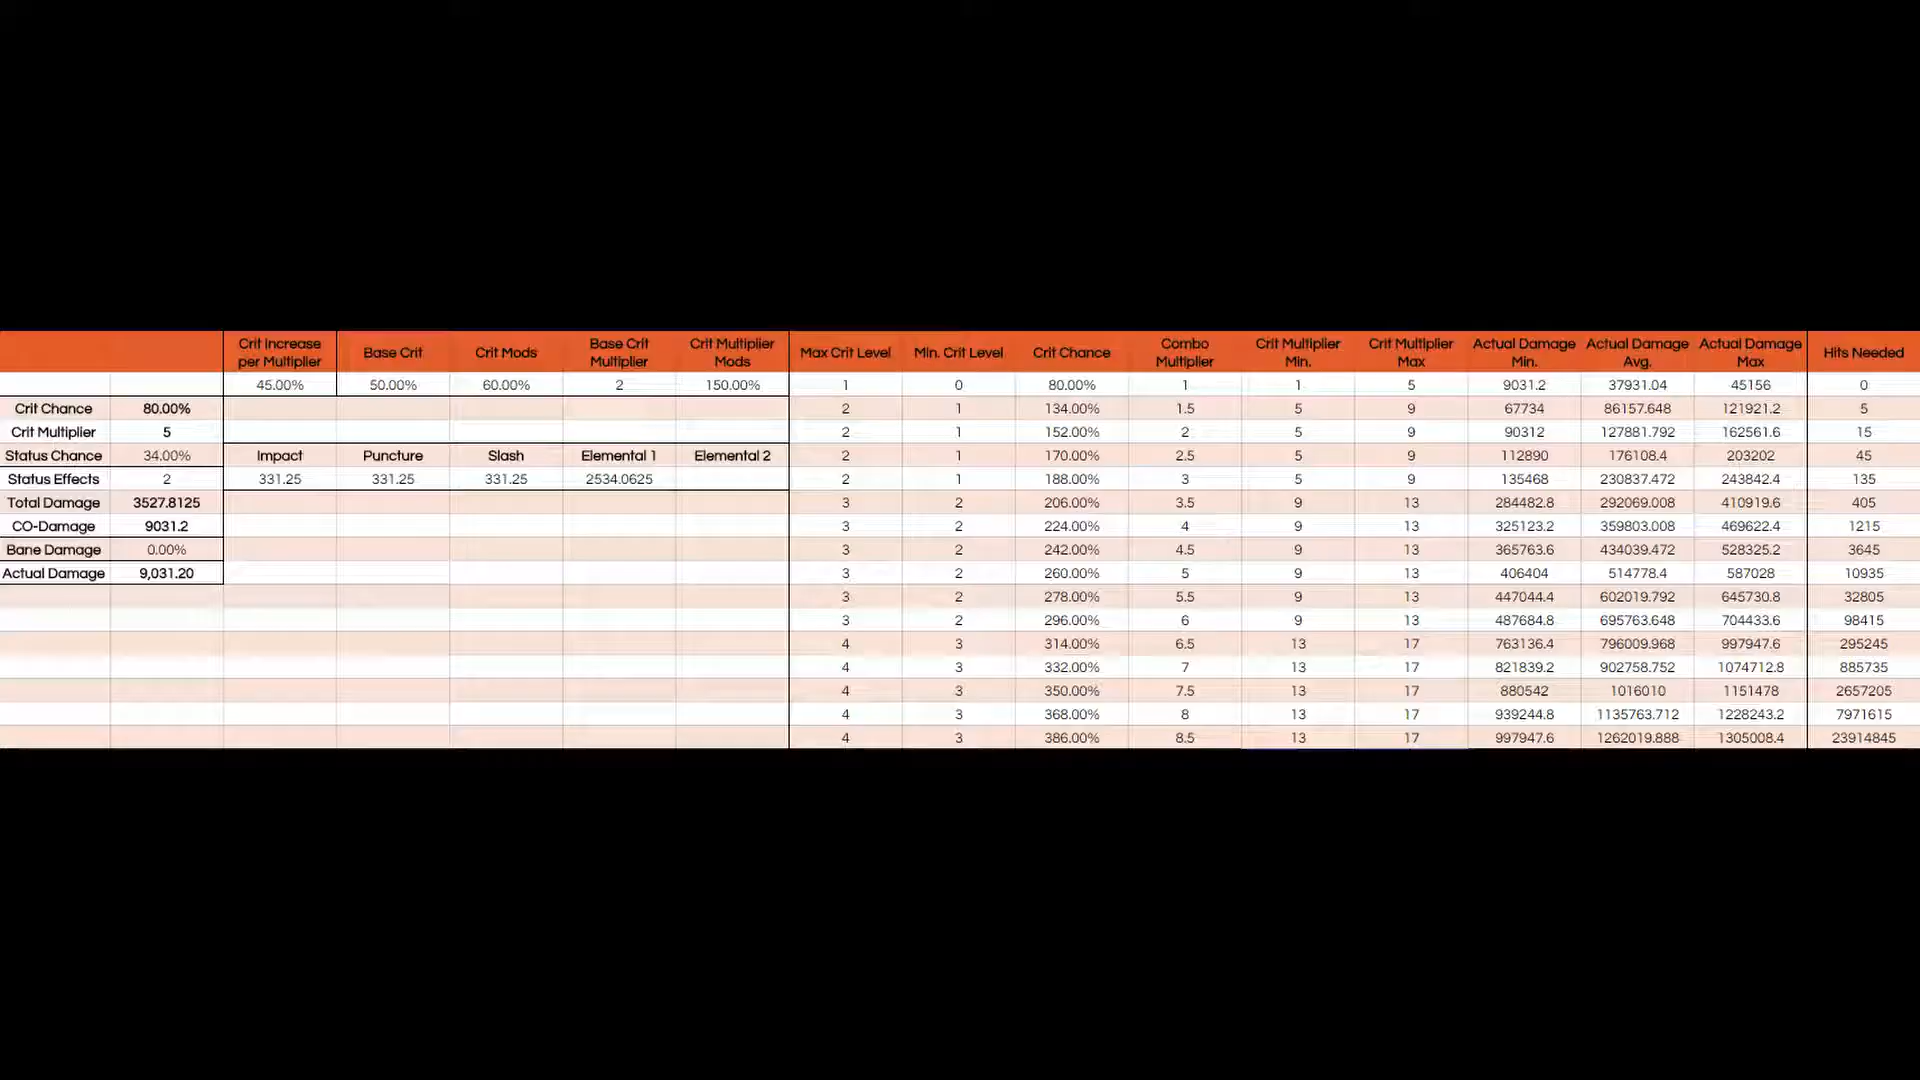 Crit Increase per Multiplier Base Crit Crit Mods Base Crit Multiplier Crit Multiplier Mods Max Crit Level Min. Crit Level Crit Chance Combo Multiplier Crit Multiplier Min. Crit Multiplier Max Actual Damage Min. Actual Damage Avg. Actual Damage Max Hits Needed
45.00% 50.00% 60.00% 2 150.00% 1 0 80.00% 1 1 5 9031.2 37931.04 45156 0
Crit Chance 80.00% 2 1 134.00% 1.5 5 9 67734 86157.648 121921.2 5
Crit Multiplier 5 2 1 152.00% 2 5 9 90312 127881.792 162561.6 15
Status Chance 34.00% Impact Puncture Slash Elemental 1 Elemental 2 2 1 170.00% 2.5 5 9 112890 176108.4 203202 45
Status Effects 2 331.25 331.25 331.25 2534.0625 2 1 188.00% 3 5 9 135468 230837.472 243842.4 135
Total Damage 3527.8125 3 2 206.00% 3.5 9 13 284482.8 292069.008 410919.6 405
CO-Damage 9031.2 3 2 224.00% 4 9 13 325123.2 359803.008 469622.4 1215
Bane Damage 0.00% 3 2 242.00% 4.5 9 13 365763.6 434039.472 528325.2 3645
Actual Damage 9,031.20 3 2 260.00% 5 9 13 406404 514778.4 587028 10935
3 2 278.00% 5.5 9 13 447044.4 602019.792 645730.8 32805
3 2 296.00% 6 9 13 487684.8 695763.648 704433.6 98415
4 3 314.00% 6.5 13 17 763136.4 796009.968 997947.6 295245
4 3 332.00% 7 13 17 821839.2 902758.752 1074712.8 885735
4 3 350.00% 7.5 13 17 880542 1016010 1151478 2657205
4 3 368.00% 8 13 17 939244.8 1135763.712 1228243.2 7971615
4 3 386.00% 8.5 13 17 997947.6 1262019.888 1305008.4 23914845